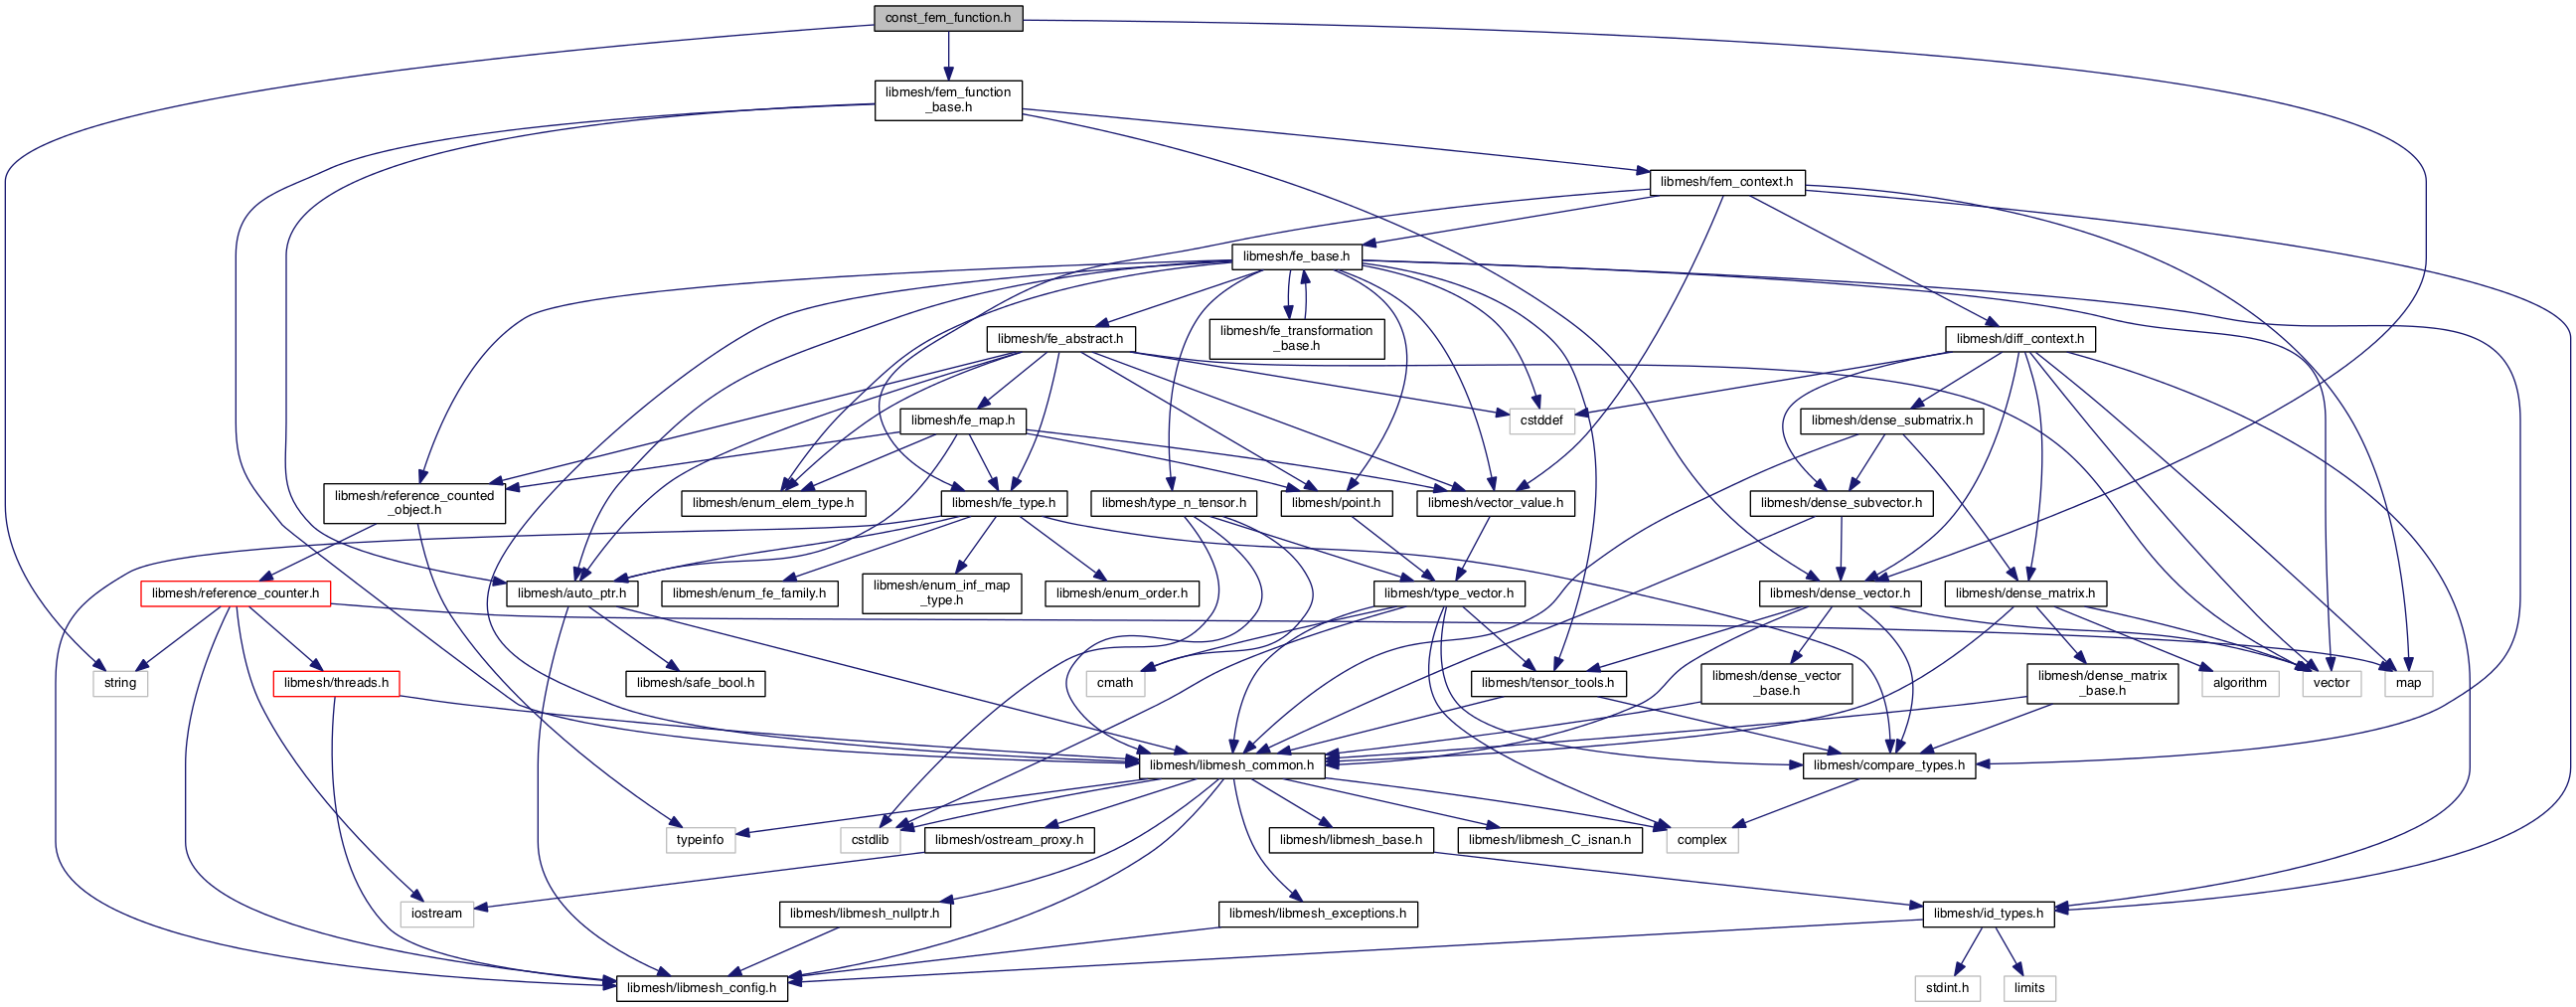 const_fem_function.h
libmesh/fem_function
_base.h
libmesh/fem_context.h
libmesh/fe_base.h
libmesh/fe_abstract.h
libmesh/fe_transformation
_base.h
libmesh/diff_context.h
libmesh/fe_map.h
cstddef
libmesh/dense_submatrix.h
libmesh/reference_counted
_object.h
libmesh/enum_elem_type.h
libmesh/fe_type.h
libmesh/type_n_tensor.h
libmesh/point.h
libmesh/vector_value.h
libmesh/dense_subvector.h
libmesh/reference_counter.h
libmesh/auto_ptr.h
libmesh/enum_fe_family.h
libmesh/enum_inf_map
_type.h
libmesh/enum_order.h
libmesh/type_vector.h
libmesh/dense_vector.h
libmesh/dense_matrix.h
string
libmesh/threads.h
libmesh/safe_bool.h
cmath
libmesh/tensor_tools.h
libmesh/dense_vector
_base.h
libmesh/dense_matrix
_base.h
algorithm
vector
map
libmesh/libmesh_common.h
libmesh/compare_types.h
typeinfo
cstdlib
libmesh/ostream_proxy.h
libmesh/libmesh_base.h
libmesh/libmesh_C_isnan.h
complex
iostream
libmesh/libmesh_nullptr.h
libmesh/libmesh_exceptions.h
libmesh/id_types.h
libmesh/libmesh_config.h
stdint.h
limits